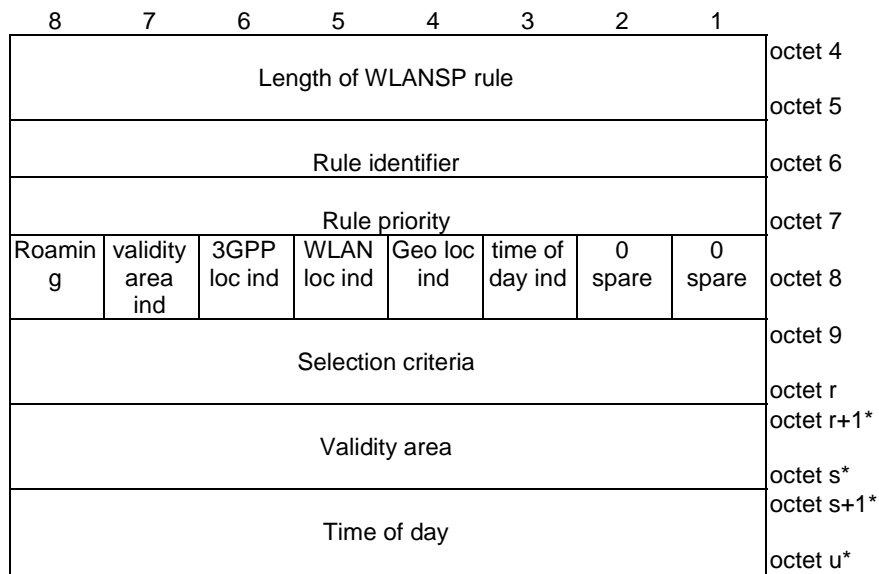 8 7 6 5 4 3 2 1
octet 4
Length of WLANSP rule
octet 5
Rule identifier octet 6
Rule priority octet 7
Roamin validity 3GPP WLAN Geo loc time of 0 0
g area loc ind loc ind ind day ind spare spare octet 8
ind
octet 9
Selection criteria
octet r
octet r+1*
Validity area
octet s*
octet s+1*
Time of day
octet u*